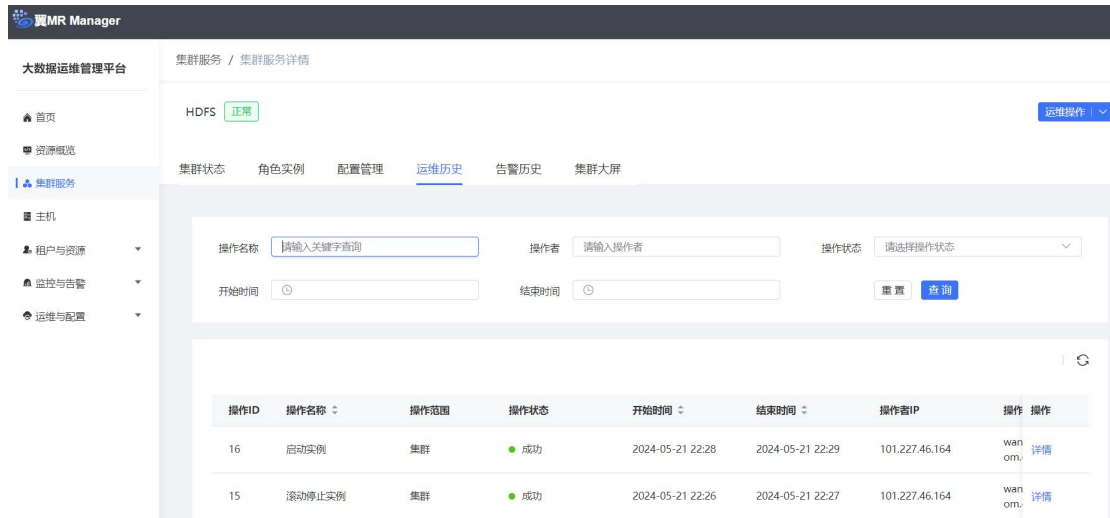 翼MR Manager
大数据运维管理平台
首页
资源概览
集群服务
主机
租户与资源
监控与告警
运维与配置
集群服务 / 集群服务详情
HDFS 正常
运维操作
集群状态 角色实例 配置管理 运维历史 告警历史 集群大屏
操作名称 请输入关键字查询 操作者 请输入操作者 操作状态 请选择操作状态
开始时间 结束时间 重置 查询
操作ID 操作名称 操作范围 操作状态 开始时间 结束时间 操作者IP 操作 操作
16 启动实例 集群 成功 2024-05-21 22:28 2024-05-21 22:29 101.227.46.164 wan 详情
om.
15 滚动停止实例 集群 成功 2024-05-21 22:26 2024-05-21 22:27 101.227.46.164 wan 详情
om.